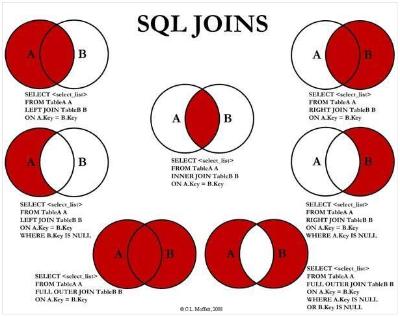 SQL JOINS
A B
SELECT <select_list>
FROM TableA A
LEFT JOIN TableB B
ON A.Key = B.Key
A B
SELECT <select_list>
FROM TableA A
RIGHT JOIN TableB B
ON A.Key = B.Key
A B
SELECT <select_list>
FROM TableA A
INNER JOIN TableB B
ON A.Key = B.Key
A B
SELECT <select_list>
FROM TableA A
LEFT JOIN TableB B
ON A.Key = B.Key
WHERE B.Key IS NULL
A B
SELECT <select_list>
FROM TableA A
RIGHT JOIN TableB B
ON A.Key = B.Key
WHERE A.Key IS NULL
A B
SELECT <select_list>
FROM TableA A
FULL OUTER JOIN TableB B
ON A.Key = B.Key
A B
SELECT <select_list>
FROM TableA A
FULL OUTER JOIN TableB B
ON A.Key = B.Key
WHERE A.Key IS NULL
OR B.Key IS NULL
© C.L. Moffatt, 2008